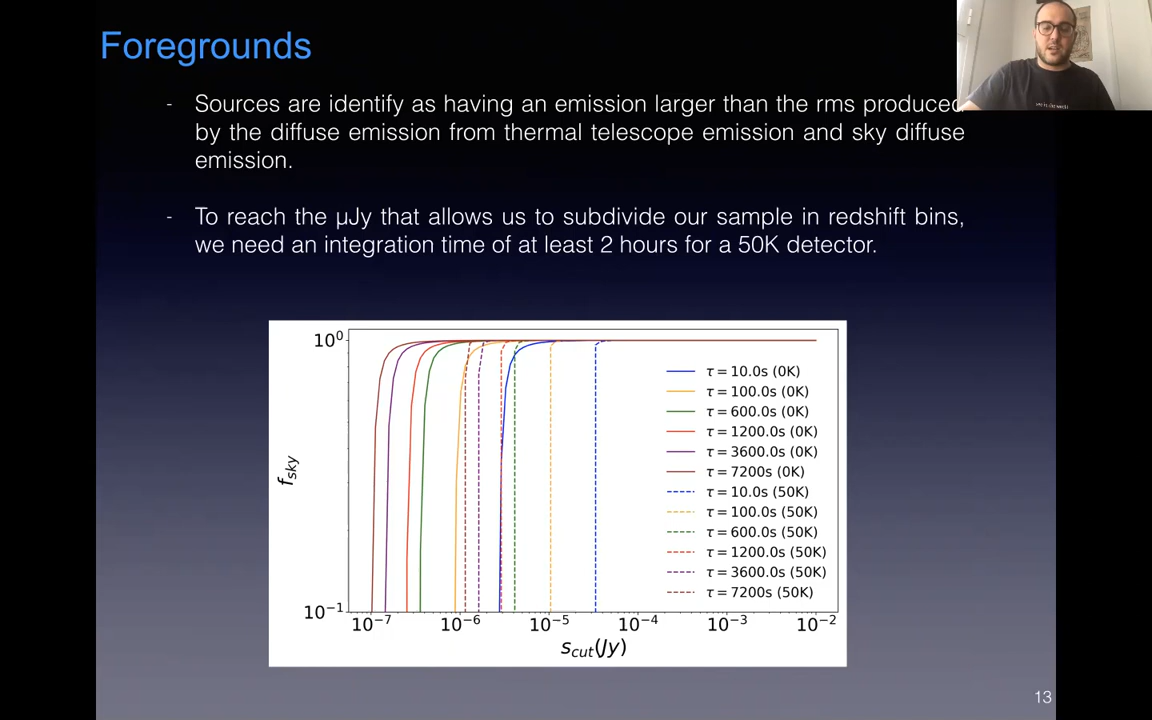 Foregrounds
- Sources are identify as having an emission larger than the rms produced
by the diffuse emission from thermal telescope emission and sky diffuse
emission.
- To reach the µJy that allows us to subdivide our sample in redshift bins,
we need an integration time of at least 2 hours for a 50K detector.
10⁰
10⁻¹
f_sky
τ = 10.0s (0K)
τ = 100.0s (0K)
τ = 600.0s (0K)
τ = 1200.0s (0K)
τ = 3600.0s (0K)
τ = 7200s (0K)
τ = 10.0s (50K)
τ = 100.0s (50K)
τ = 600.0s (50K)
τ = 1200.0s (50K)
τ = 3600.0s (50K)
τ = 7200s (50K)
10⁻⁷ 10⁻⁶ 10⁻⁵ 10⁻⁴ 10⁻³ 10⁻²
s_cut(Jy)
13